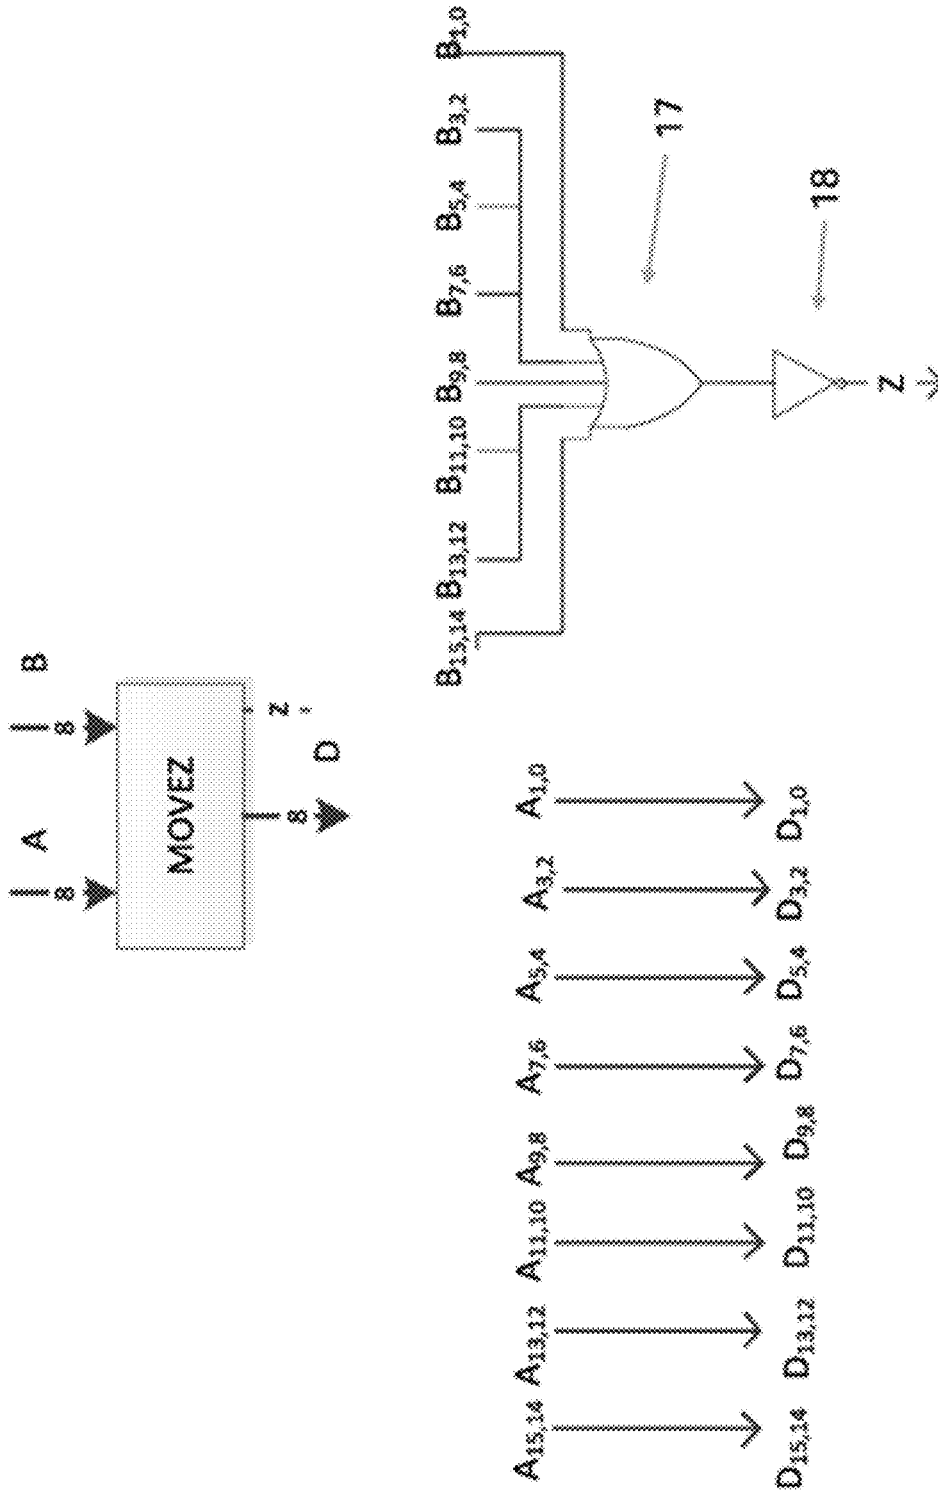 A B
8 8
MOVEZ
8 z
D
A15,14 A13,12 A11,10 A9,8 A7,6 A5,4 A3,2 A1,0
D15,14 D13,12 D11,10 D9,8 D7,6 D5,4 D3,2 D1,0
B15,14 B13,12 B11,10 B9,8 B7,6 B5,4 B3,2 B1,0
17
18
Z